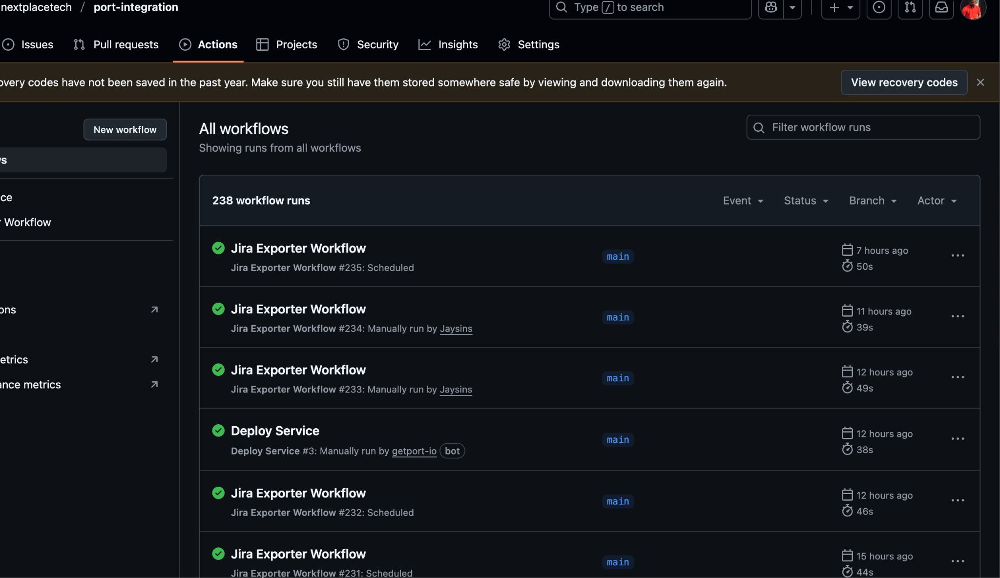 nextplacetech / port-integration
Type / to search
Issues Pull requests Actions Projects Security Insights Settings
overy codes have not been saved in the past year. Make sure you still have them stored somewhere safe by viewing and downloading them again.
View recovery codes
New workflow
All workflows
Filter workflow runs
Showing runs from all workflows
s
ce
r Workflow
ons
etrics
ance metrics
238 workflow runs
Event Status Branch Actor
Jira Exporter Workflow
Jira Exporter Workflow #235: Scheduled
main
7 hours ago
50s
Jira Exporter Workflow
Jira Exporter Workflow #234: Manually run by Jaysins
main
11 hours ago
39s
Jira Exporter Workflow
Jira Exporter Workflow #233: Manually run by Jaysins
main
12 hours ago
49s
Deploy Service
Deploy Service #3: Manually run by getport-io bot
main
12 hours ago
38s
Jira Exporter Workflow
Jira Exporter Workflow #232: Scheduled
main
12 hours ago
46s
Jira Exporter Workflow
Jira Exporter Workflow #231: Scheduled
main
15 hours ago
44s